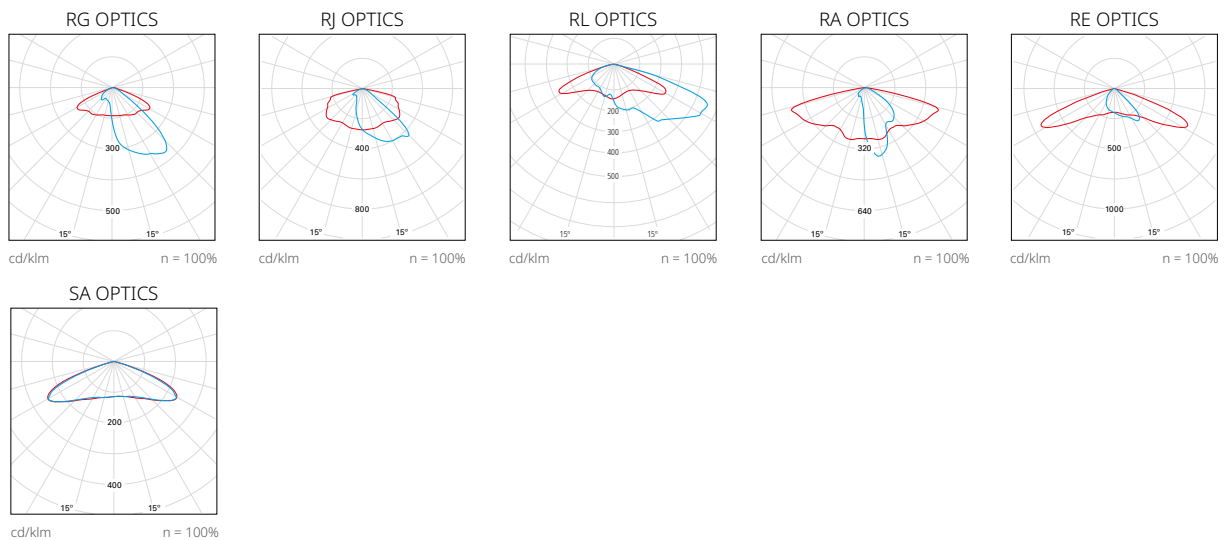 RG OPTICS
300
500
15° 15°
cd/klm n = 100%
RJ OPTICS
400
800
15° 15°
cd/klm n = 100%
RL OPTICS
200
300
400
500
15° 15°
cd/klm n = 100%
RA OPTICS
320
640
15° 15°
cd/klm n = 100%
RE OPTICS
500
1000
15° 15°
cd/klm n = 100%
SA OPTICS
200
400
15° 15°
cd/klm n = 100%